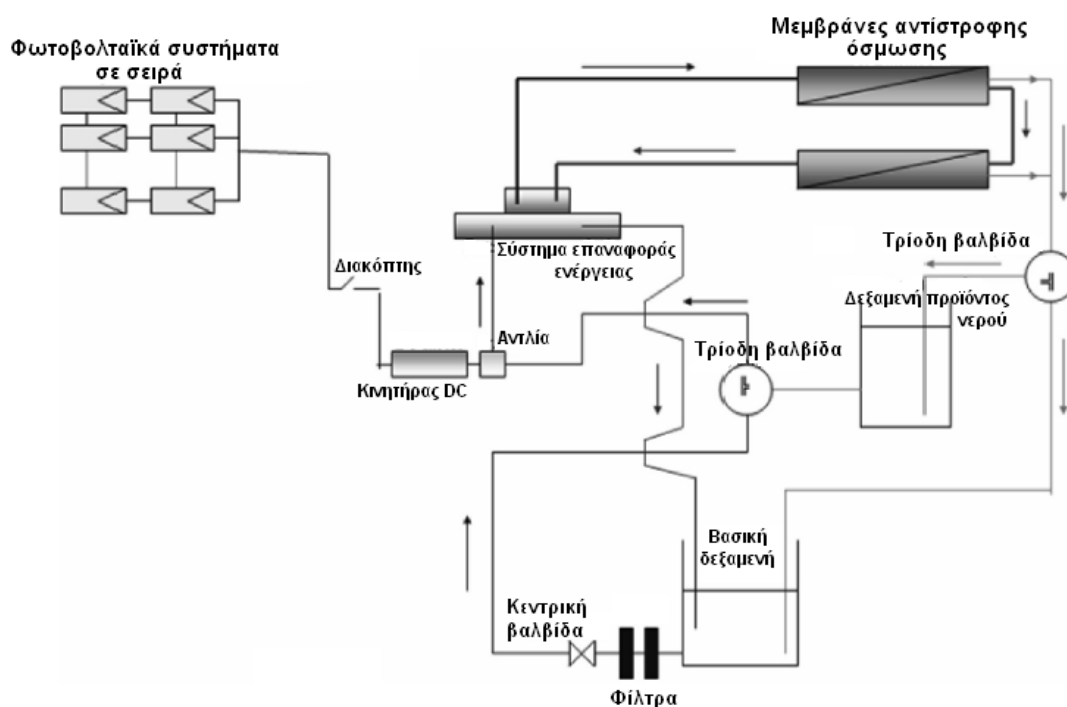 Φωτοβολταϊκά συστήματα
σε σειρά
Μεμβράνες αντίστροφης
όσμωσης
Διακόπτης
Σύστημα επαναφοράς
ενέργειας
Τρίοδη βαλβίδα
Δεξαμενή προϊόντος
νερού
Αντλία
Τρίοδη βαλβίδα
Κινητήρας DC
Βασική
δεξαμενή
Κεντρική
βαλβίδα
Φίλτρα